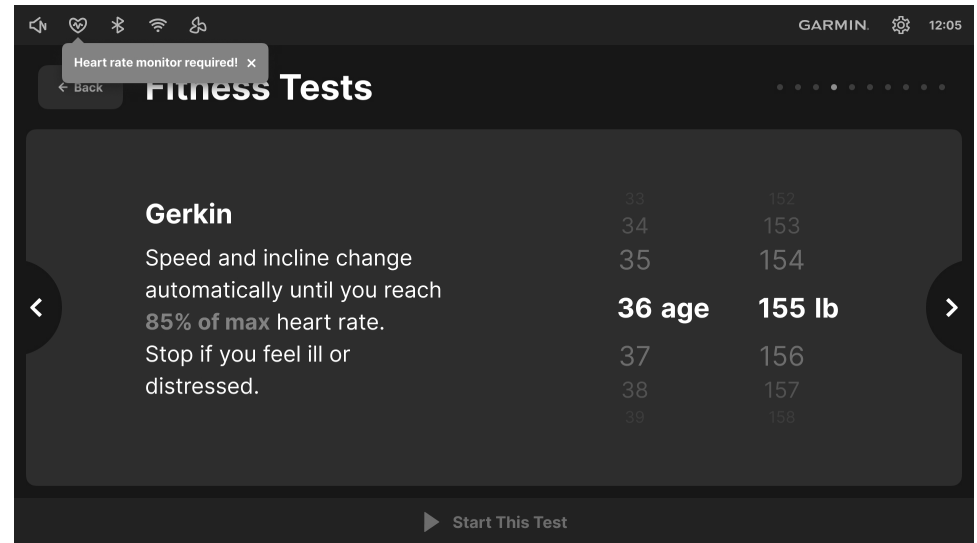 GARMIN.
12:05
Heart rate monitor required! ×
← Back
Fitness Tests
Gerkin
Speed and incline change
automatically until you reach
85% of max heart rate.
Stop if you feel ill or
distressed.
33 152
34 153
35 154
36 age 155 lb
37 156
38 157
39 158
Start This Test